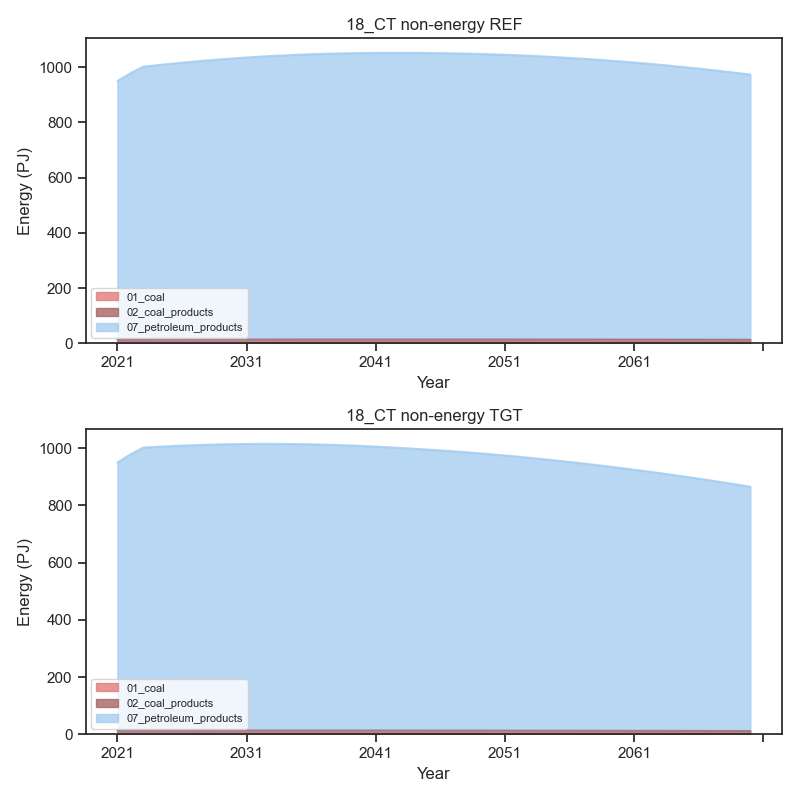 18_CT non-energy REF
1000
800
600
400
200
0
Energy (PJ)
01_coal
02_coal_products
07_petroleum_products
2021 2031 2041 2051 2061
Year
18_CT non-energy TGT
1000
800
600
400
200
0
Energy (PJ)
01_coal
02_coal_products
07_petroleum_products
2021 2031 2041 2051 2061
Year